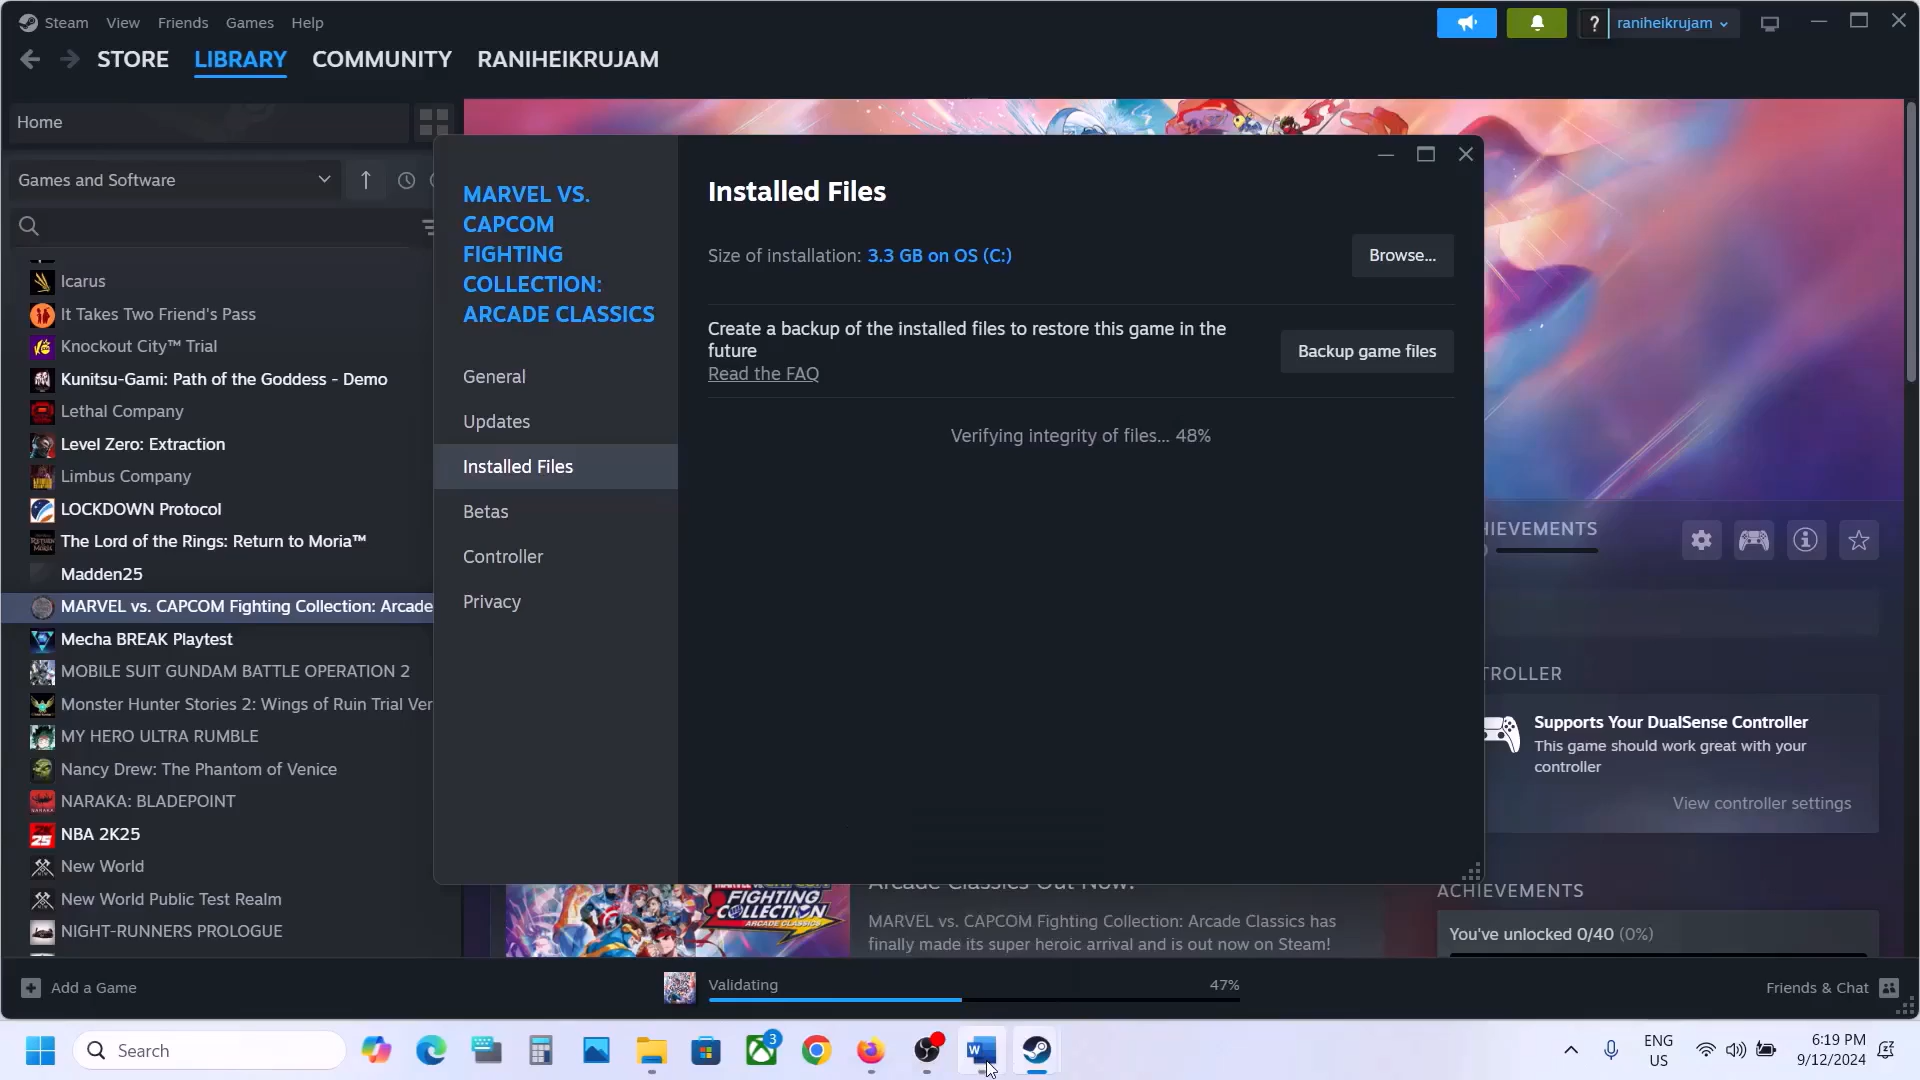 Steam View Friends Games Help
? raniheikrujam
STORE LIBRARY COMMUNITY RANIHEIKRUJAM
Home
Games and Software
Icarus
It Takes Two Friend's Pass
Knockout City™ Trial
Kunitsu-Gami: Path of the Goddess - Demo
Lethal Company
Level Zero: Extraction
Limbus Company
LOCKDOWN Protocol
The Lord of the Rings: Return to Moria™
Madden25
MARVEL vs. CAPCOM Fighting Collection: Arcade
Mecha BREAK Playtest
MOBILE SUIT GUNDAM BATTLE OPERATION 2
Monster Hunter Stories 2: Wings of Ruin Trial Ver
MY HERO ULTRA RUMBLE
Nancy Drew: The Phantom of Venice
NARAKA: BLADEPOINT
NBA 2K25
New World
New World Public Test Realm
NIGHT-RUNNERS PROLOGUE
MARVEL VS.
CAPCOM
FIGHTING
COLLECTION:
ARCADE CLASSICS
General
Updates
Installed Files
Betas
Controller
Privacy
Installed Files
Size of installation: 3.3 GB on OS (C:)
Browse...
Create a backup of the installed files to restore this game in the
future
Read the FAQ
Backup game files
Verifying integrity of files... 48%
HIEVEMENTS
TROLLER
Supports Your DualSense Controller
This game should work great with your
controller
View controller settings
ACHIEVEMENTS
You've unlocked 0/40 (0%)
Arcade Classics Out Now!
MARVEL vs. CAPCOM Fighting Collection: Arcade Classics has
finally made its super heroic arrival and is out now on Steam!
FIGHTING
COLLECTION
ARCADE CLASSICS
Add a Game
Validating 47%
Friends & Chat
Search
3
ENG
US
6:19 PM
9/12/2024